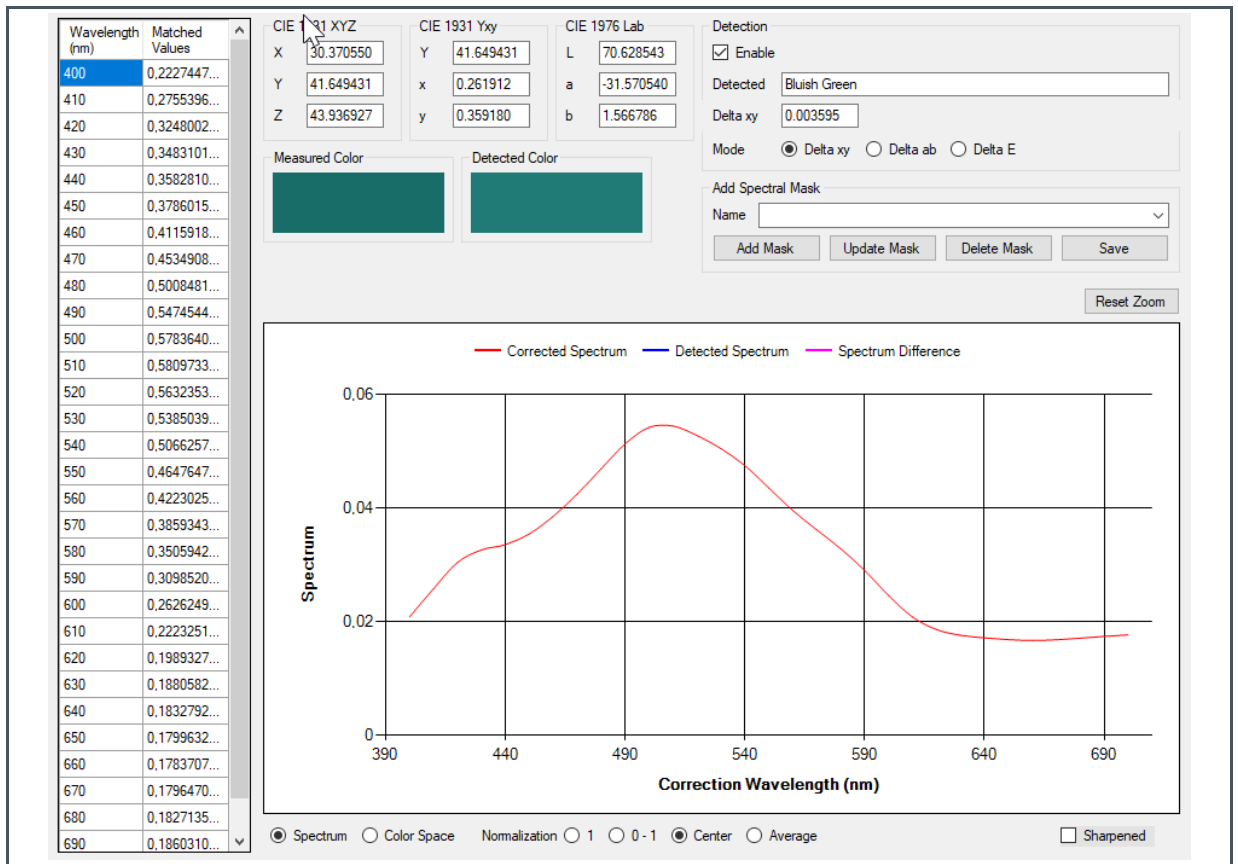 Wavelength (nm) Matched Values
400 0,2227447...
410 0,2755396...
420 0,3248002...
430 0,3483101...
440 0,3582810...
450 0,3786015...
460 0,4115918...
470 0,4534908...
480 0,5008481...
490 0,5474544...
500 0,5783640...
510 0,5809733...
520 0,5632353...
530 0,5385039...
540 0,5066257...
550 0,4647647...
560 0,4223025...
570 0,3859343...
580 0,3505942...
590 0,3098520...
600 0,2626249...
610 0,2223251...
620 0,1989327...
630 0,1880582...
640 0,1832792...
650 0,1799632...
660 0,1783707...
670 0,1796470...
680 0,1827135...
690 0,1860310...
CIE 1931 XYZ
X 30.370550
Y 41.649431
Z 43.936927
CIE 1931 Yxy
Y 41.649431
x 0.261912
y 0.359180
CIE 1976 Lab
L 70.628543
a -31.570540
b 1.566786
Measured Color
Detected Color
Detection
Enable
Detected Bluish Green
Delta xy 0.003595
Mode Delta xy Delta ab Delta E
Add Spectral Mask
Name
Add Mask Update Mask Delete Mask Save
Reset Zoom
Corrected Spectrum Detected Spectrum Spectrum Difference
Spectrum
0,06
0,04
0,02
0
390 440 490 540 590 640 690
Correction Wavelength (nm)
Spectrum Color Space Normalization 1 0 - 1 Center Average Sharpened